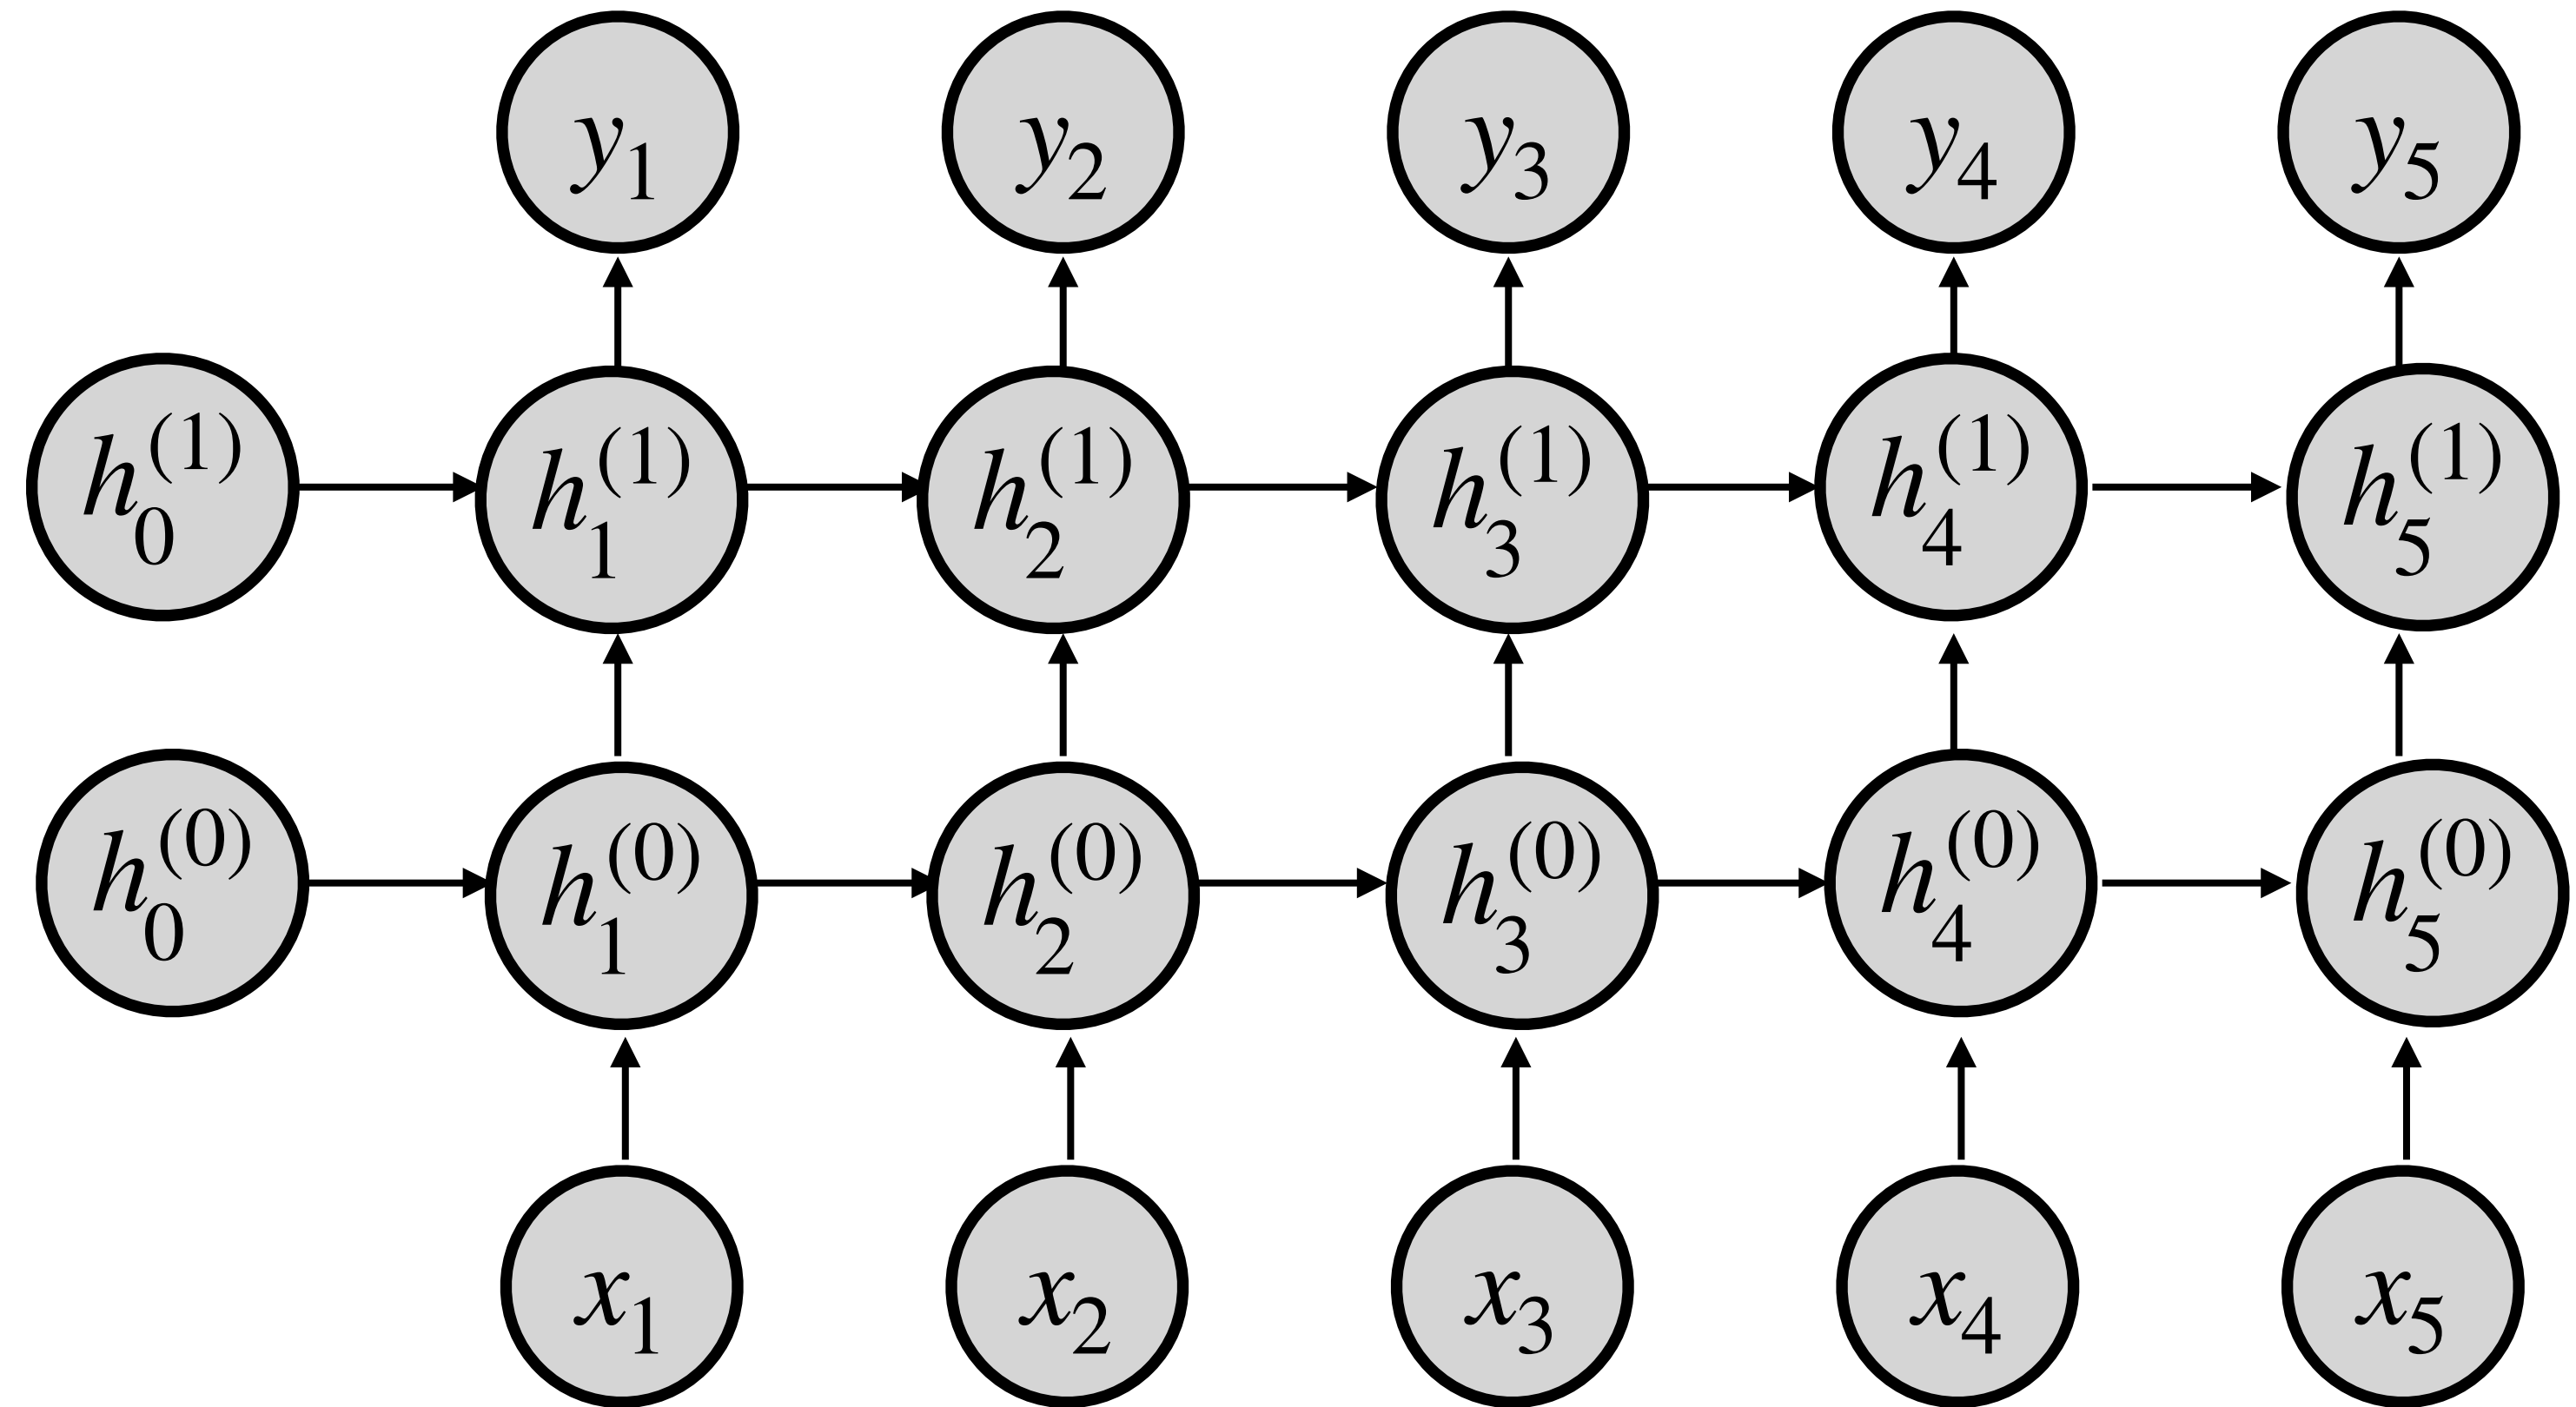 y₁ y₂ y₃ y₄ y₅
h₀⁽¹⁾ h₁⁽¹⁾ h₂⁽¹⁾ h₃⁽¹⁾ h₄⁽¹⁾ h₅⁽¹⁾
h₀⁽⁰⁾ h₁⁽⁰⁾ h₂⁽⁰⁾ h₃⁽⁰⁾ h₄⁽⁰⁾ h₅⁽⁰⁾
x₁ x₂ x₃ x₄ x₅